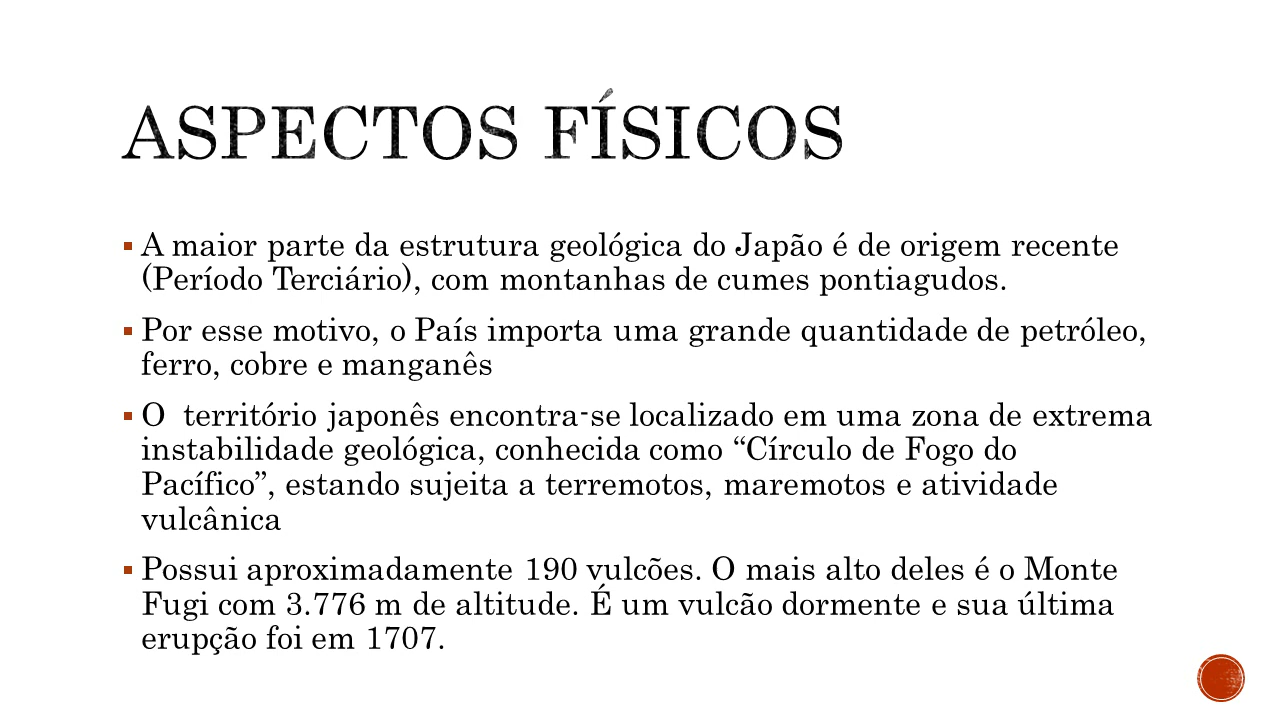 ASPECTOS FÍSICOS
▪ A maior parte da estrutura geológica do Japão é de origem recente
(Período Terciário), com montanhas de cumes pontiagudos.
▪ Por esse motivo, o País importa uma grande quantidade de petróleo,
ferro, cobre e manganês
▪ O  território japonês encontra-se localizado em uma zona de extrema
instabilidade geológica, conhecida como “Círculo de Fogo do
Pacífico”, estando sujeita a terremotos, maremotos e atividade
vulcânica
▪ Possui aproximadamente 190 vulcões. O mais alto deles é o Monte
Fugi com 3.776 m de altitude. É um vulcão dormente e sua última
erupção foi em 1707.